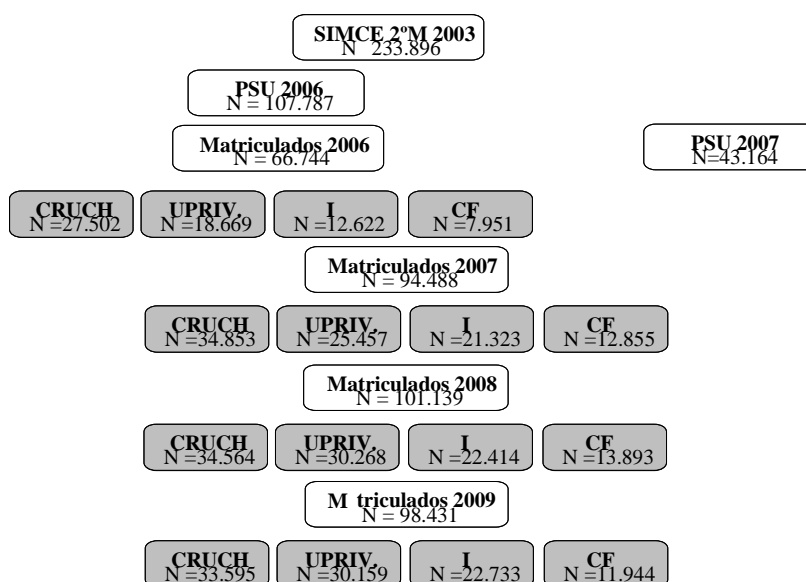 SIMCE 2ºM 2003
N 233.896
PSU 2006
N = 107.787
Matriculados 2006
N = 66.744
PSU 2007
N=43.164
CRUCH
N =27.502
UPRIV.
N =18.669
I
N =12.622
CF
N =7.951
Matriculados 2007
N = 94.488
CRUCH
N =34.853
UPRIV.
N =25.457
I
N =21.323
CF
N =12.855
Matriculados 2008
N = 101.139
CRUCH
N =34.564
UPRIV.
N =30.268
I
N =22.414
CF
N =13.893
M triculados 2009
N = 98.431
CRUCH
N =33.595
UPRIV.
N =30.159
I
N =22.733
CF
N =11.944